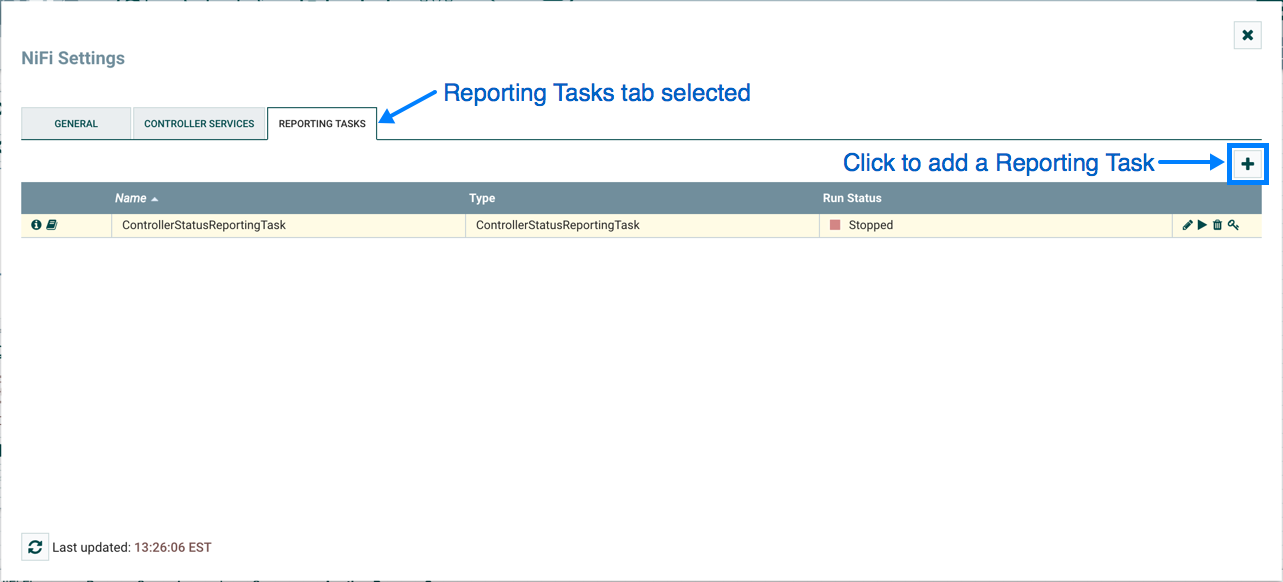 NiFi Settings
Reporting Tasks tab selected
GENERAL CONTROLLER SERVICES REPORTING TASKS
Click to add a Reporting Task
Name Type Run Status
ControllerStatusReportingTask ControllerStatusReportingTask Stopped
Last updated: 13:26:06 EST